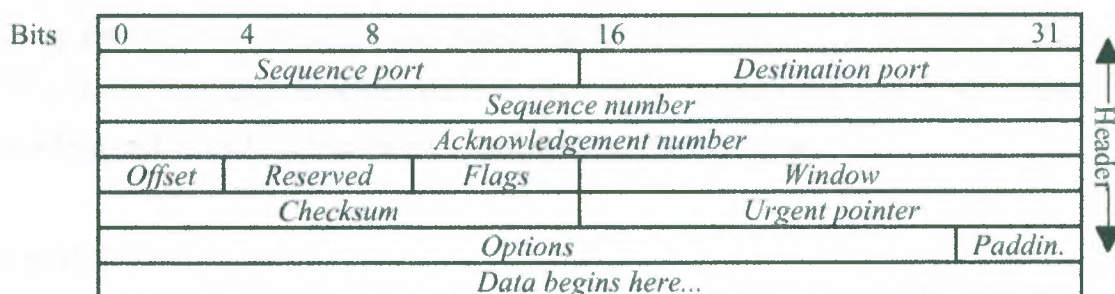 Bits 0 4 8 16 31
Sequence port Destination port
Sequence number
Acknowledgement number
Offset Reserved Flags Window
Checksum Urgent pointer
Options Paddin.
Data begins here...
Header